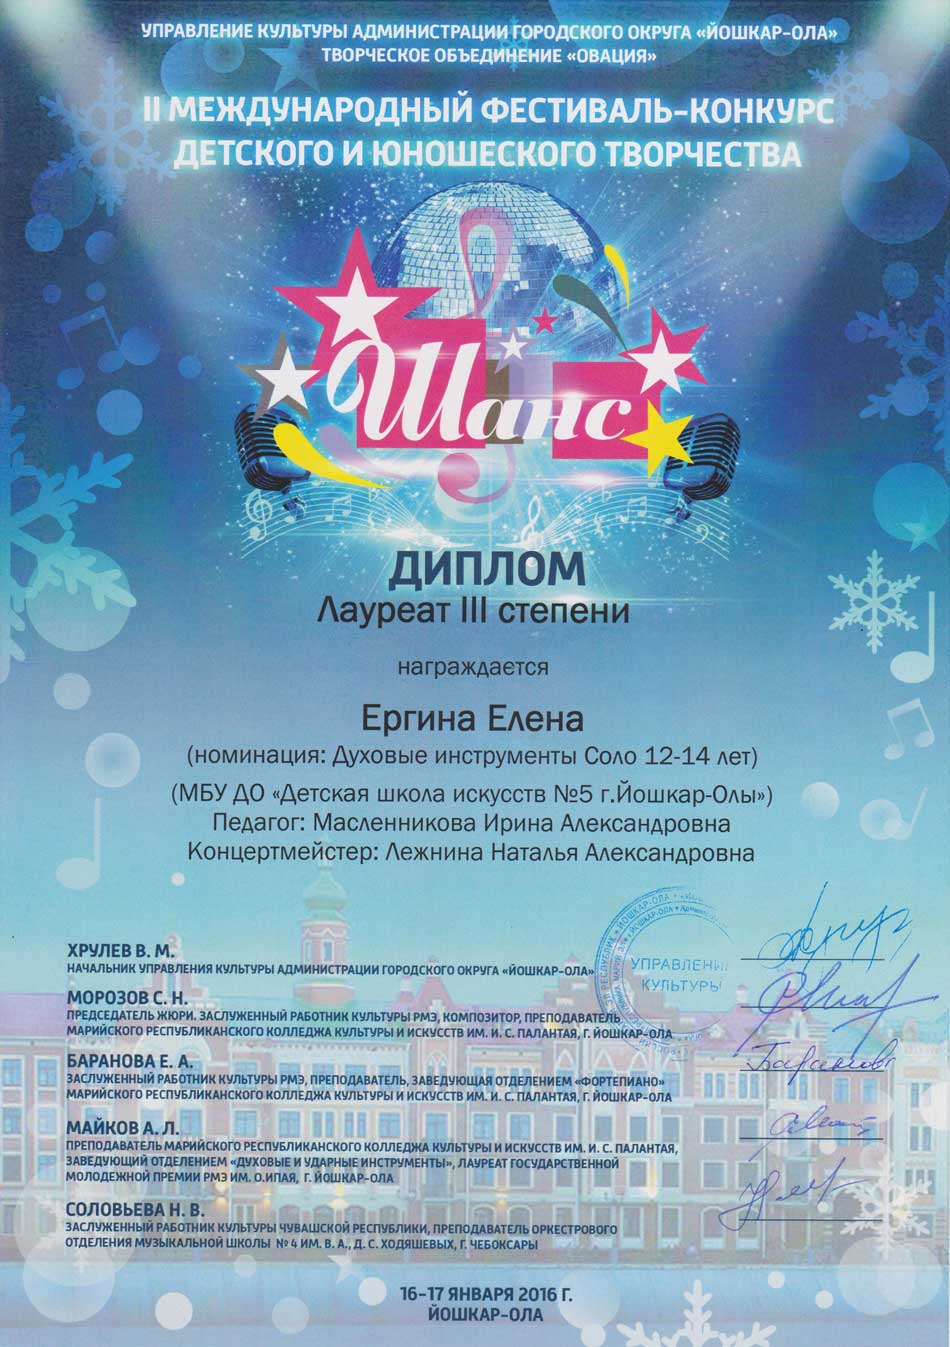 УПРАВЛЕНИЕ КУЛЬТУРЫ АДМИНИСТРАЦИИ ГОРОДСКОГО ОКРУГА «ЙОШКАР-ОЛА»
ТВОРЧЕСКОЕ ОБЪЕДИНЕНИЕ «ОВАЦИЯ»
II МЕЖДУНАРОДНЫЙ ФЕСТИВАЛЬ-КОНКУРС
ДЕТСКОГО И ЮНОШЕСКОГО ТВОРЧЕСТВА
Шанс
ДИПЛОМ
Лауреат III степени
награждается
Ергина Елена
(номинация: Духовые инструменты Соло 12-14 лет)
(МБУ ДО «Детская школа искусств №5 г.Йошкар-Олы»)
Педагог: Масленникова Ирина Александровна
Концертмейстер: Лежнина Наталья Александровна
ХРУЛЕВ В. М.
НАЧАЛЬНИК УПРАВЛЕНИЯ КУЛЬТУРЫ АДМИНИСТРАЦИИ ГОРОДСКОГО ОКРУГА «ЙОШКАР-ОЛА»
УПРАВЛЕНИ
КУЛЬТУРЫ
МОРОЗОВ С. Н.
ПРЕДСЕДАТЕЛЬ ЖЮРИ. ЗАСЛУЖЕННЫЙ РАБОТНИК КУЛЬТУРЫ РМЭ, КОМПОЗИТОР, ПРЕПОДАВАТЕЛЬ
МАРИЙСКОГО РЕСПУБЛИКАНСКОГО КОЛЛЕДЖА КУЛЬТУРЫ И ИСКУССТВ ИМ. И. С. ПАЛАНТАЯ, Г. ЙОШКАР-ОЛА
БАРАНОВА Е. А.
ЗАСЛУЖЕННЫЙ РАБОТНИК КУЛЬТУРЫ РМЭ, ПРЕПОДАВАТЕЛЬ, ЗАВЕДУЮЩАЯ ОТДЕЛЕНИЕМ «ФОРТЕПИАНО»
МАРИЙСКОГО РЕСПУБЛИКАНСКОГО КОЛЛЕДЖА КУЛЬТУРЫ И ИСКУССТВ ИМ. И. С. ПАЛАНТАЯ, Г. ЙОШКАР-ОЛА
МАЙКОВ А. Л.
ПРЕПОДАВАТЕЛЬ МАРИЙСКОГО РЕСПУБЛИКАНСКОГО КОЛЛЕДЖА КУЛЬТУРЫ И ИСКУССТВ ИМ. И. С. ПАЛАНТАЯ,
ЗАВЕДУЮЩИЙ ОТДЕЛЕНИЕМ «ДУХОВЫЕ И УДАРНЫЕ ИНСТРУМЕНТЫ», ЛАУРЕАТ ГОСУДАРСТВЕННОЙ
МОЛОДЕЖНОЙ ПРЕМИИ РМЭ ИМ. О.ИПАЯ, Г. ЙОШКАР-ОЛА
СОЛОВЬЕВА Н. В.
ЗАСЛУЖЕННЫЙ РАБОТНИК КУЛЬТУРЫ ЧУВАШСКОЙ РЕСПУБЛИКИ, ПРЕПОДАВАТЕЛЬ ОРКЕСТРОВОГО
ОТДЕЛЕНИЯ МУЗЫКАЛЬНОЙ ШКОЛЫ № 4 ИМ. В. А., Д. С. ХОДЯШЕВЫХ, Г. ЧЕБОКСАРЫ
16-17 ЯНВАРЯ 2016 Г.
ЙОШКАР-ОЛА